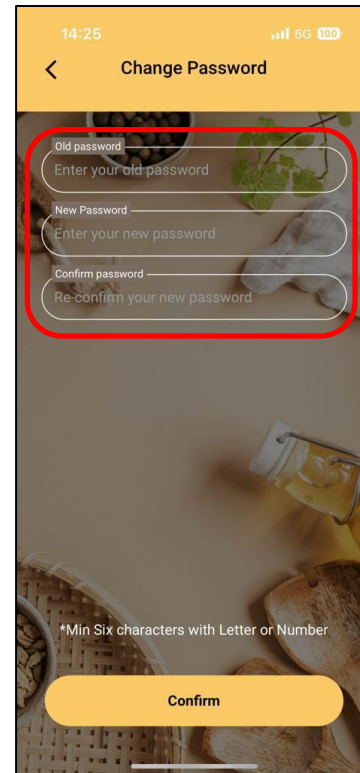 14:25
5G 100
Change Password
Old password
Enter your old password
New Password
Enter your new password
Confirm password
Re-confirm your new password
*Min Six characters with Letter or Number
Confirm